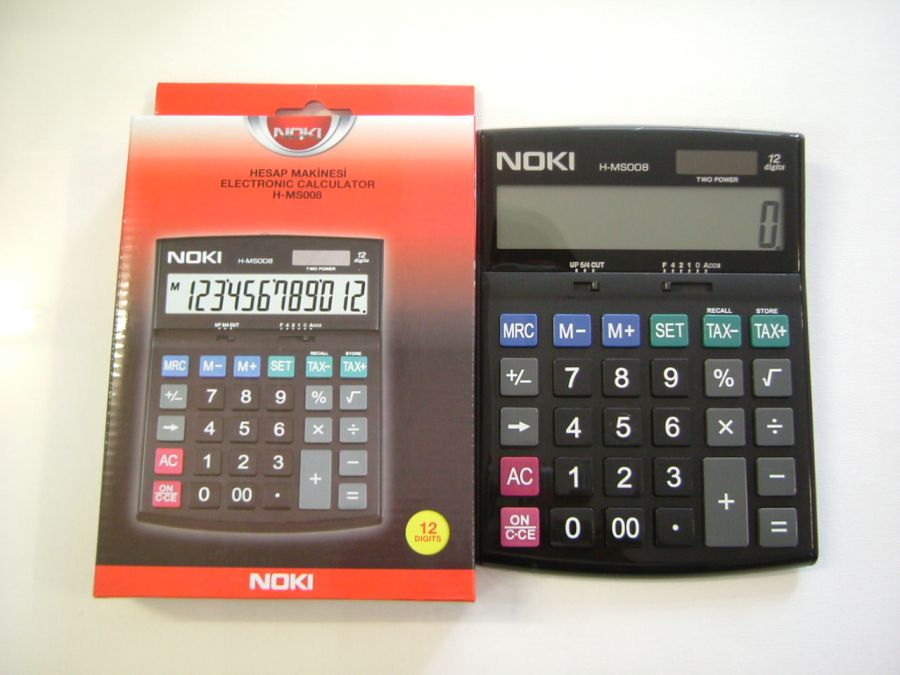 NOKI
HESAP MAKİNESİ
ELECTRONIC CALCULATOR
H-MS008
NOKI H-MS008 12 digits
TWO POWER
M 123'456'789'012.
UP 5/4 CUT F 4 2 1 0 Add2
RECALL STORE
MRC M− M+ SET TAX− TAX+
+/− 7 8 9 % √
→ 4 5 6 × ÷
AC 1 2 3 + −
ON
C·CE 0 00 · =
12
DIGITS
NOKI
NOKI H-MS008 12 digits
TWO POWER
0.
UP 5/4 CUT F 4 2 1 0 Add2
RECALL STORE
MRC M− M+ SET TAX− TAX+
+/− 7 8 9 % √
→ 4 5 6 × ÷
AC 1 2 3 + −
ON
C·CE 0 00 · =